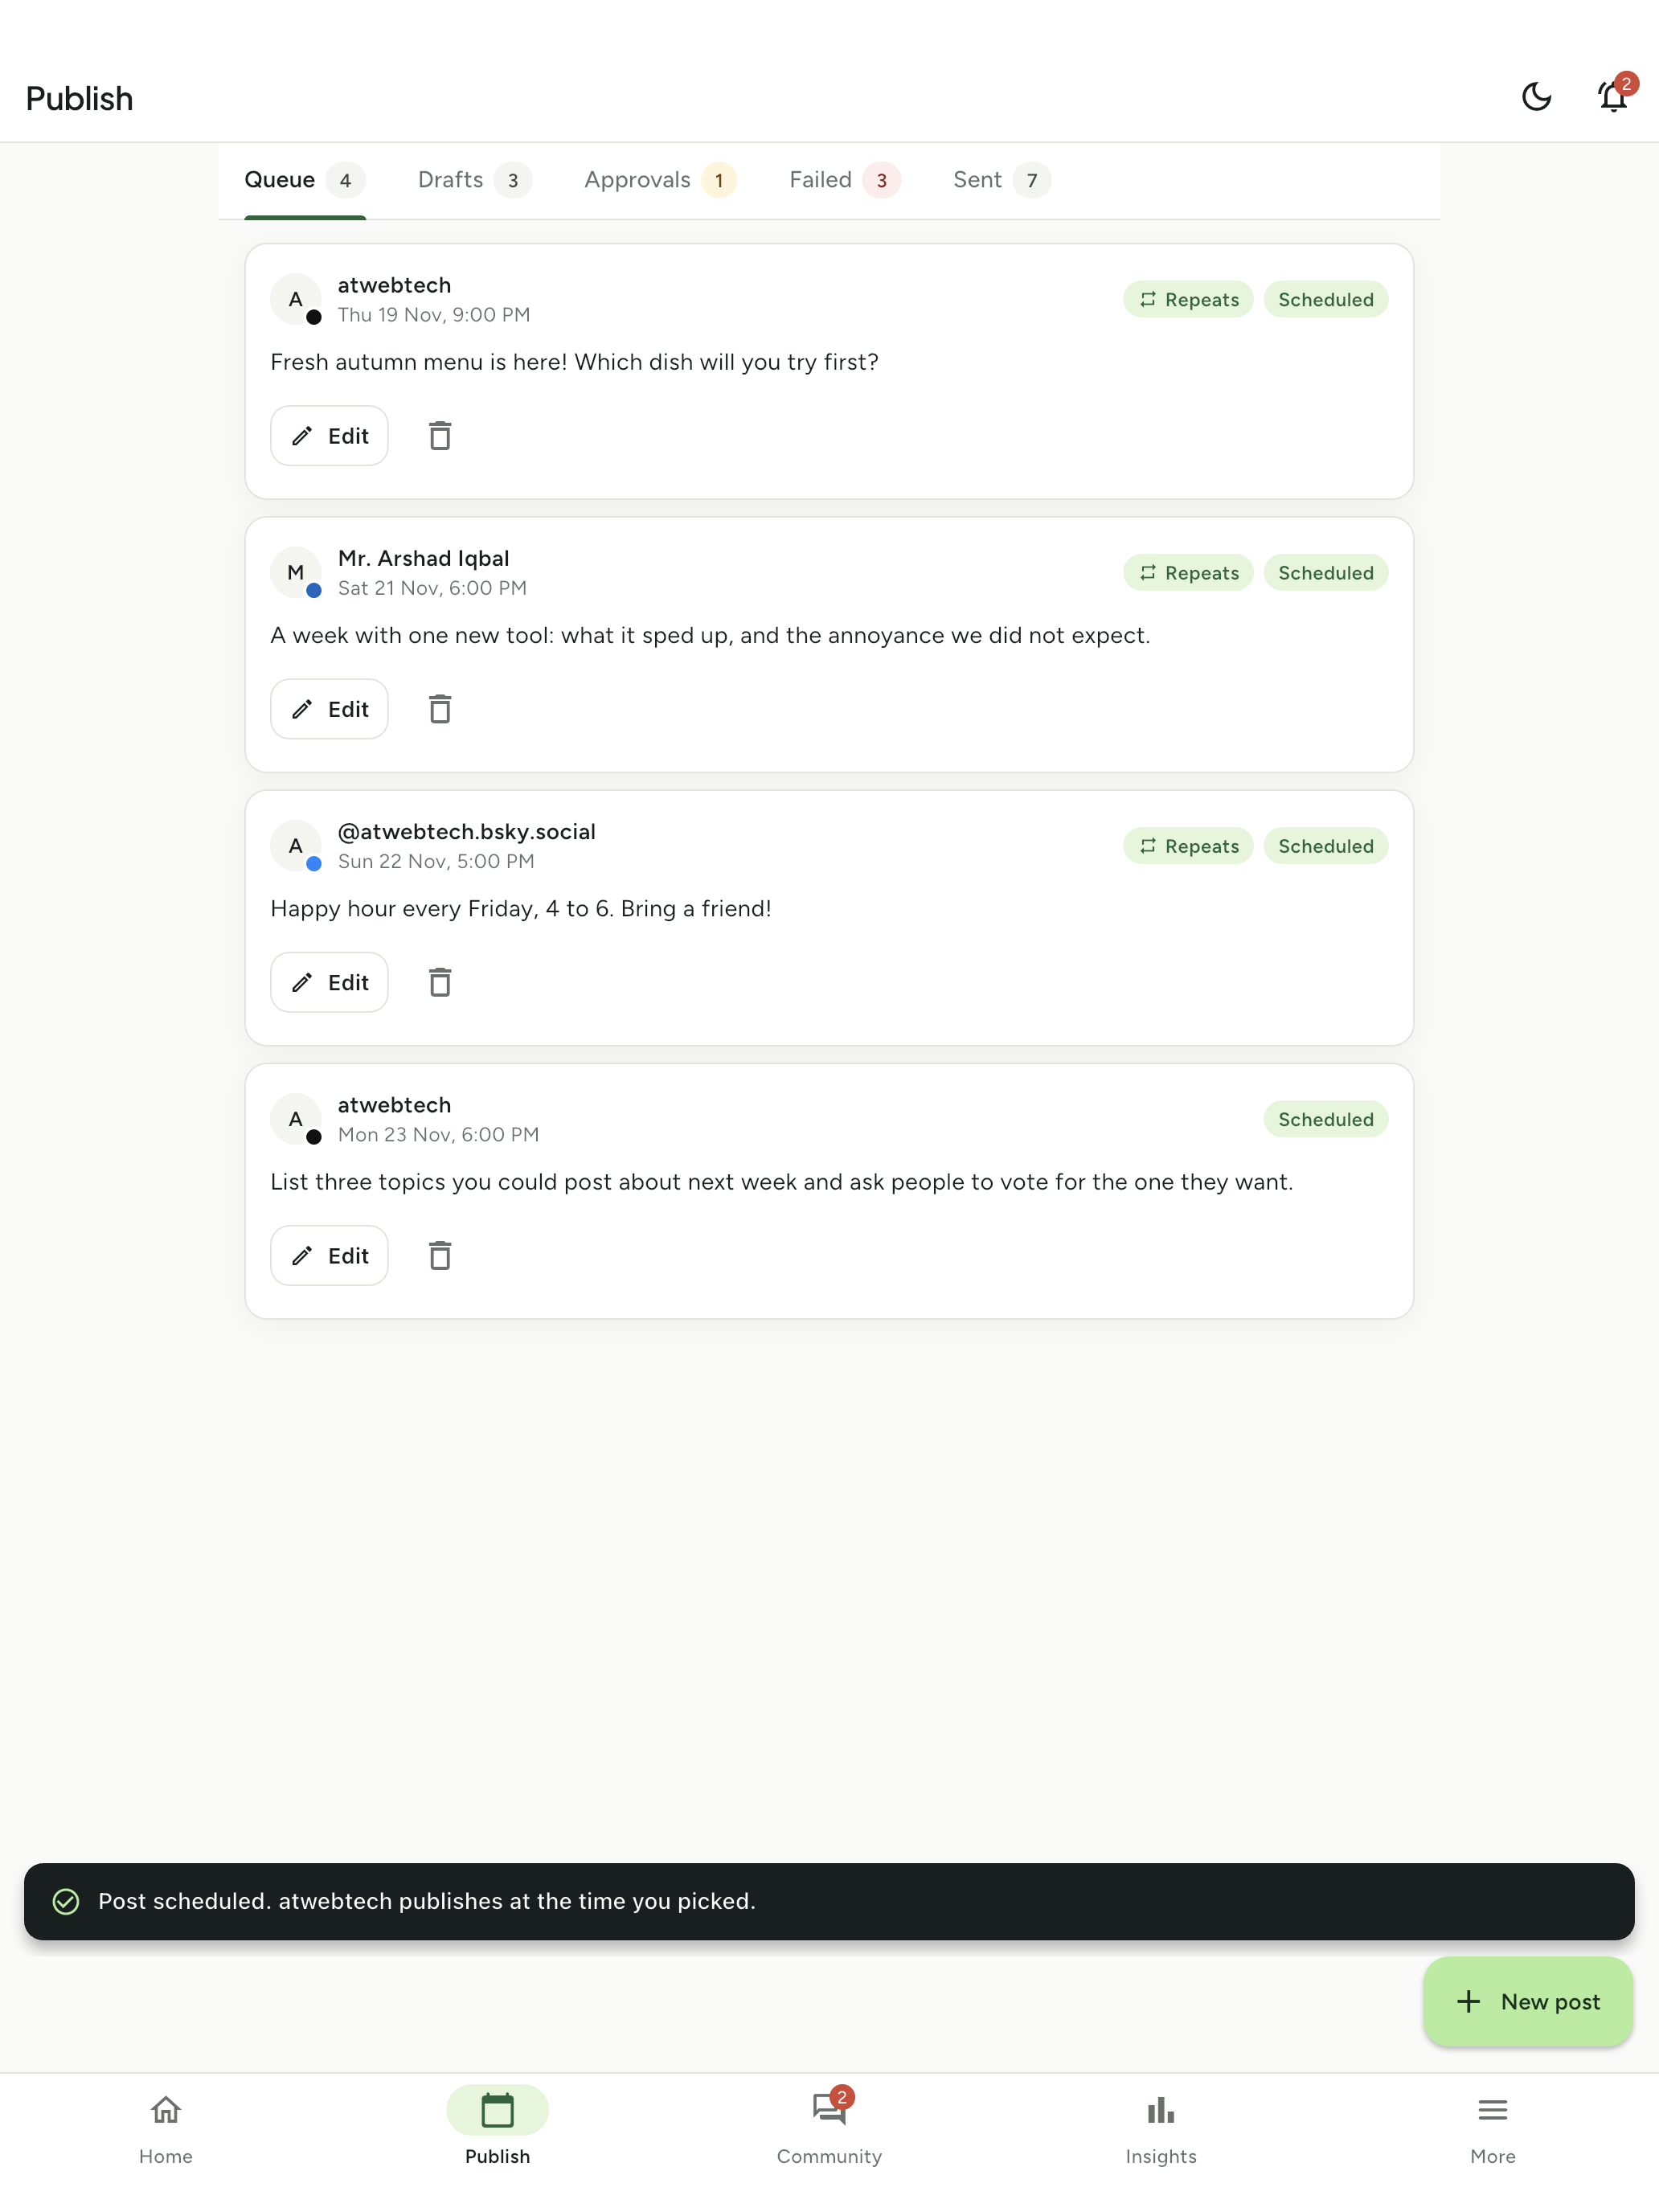 Publish
2
Queue 4 Drafts 3 Approvals 1 Failed 3 Sent 7
A
atwebtech
Thu 19 Nov, 9:00 PM
Repeats Scheduled
Fresh autumn menu is here! Which dish will you try first?
Edit
M
Mr. Arshad Iqbal
Sat 21 Nov, 6:00 PM
Repeats Scheduled
A week with one new tool: what it sped up, and the annoyance we did not expect.
Edit
A
@atwebtech.bsky.social
Sun 22 Nov, 5:00 PM
Repeats Scheduled
Happy hour every Friday, 4 to 6. Bring a friend!
Edit
A
atwebtech
Mon 23 Nov, 6:00 PM
Scheduled
List three topics you could post about next week and ask people to vote for the one they want.
Edit
Post scheduled. atwebtech publishes at the time you picked.
New post
2
Home Publish Community Insights More